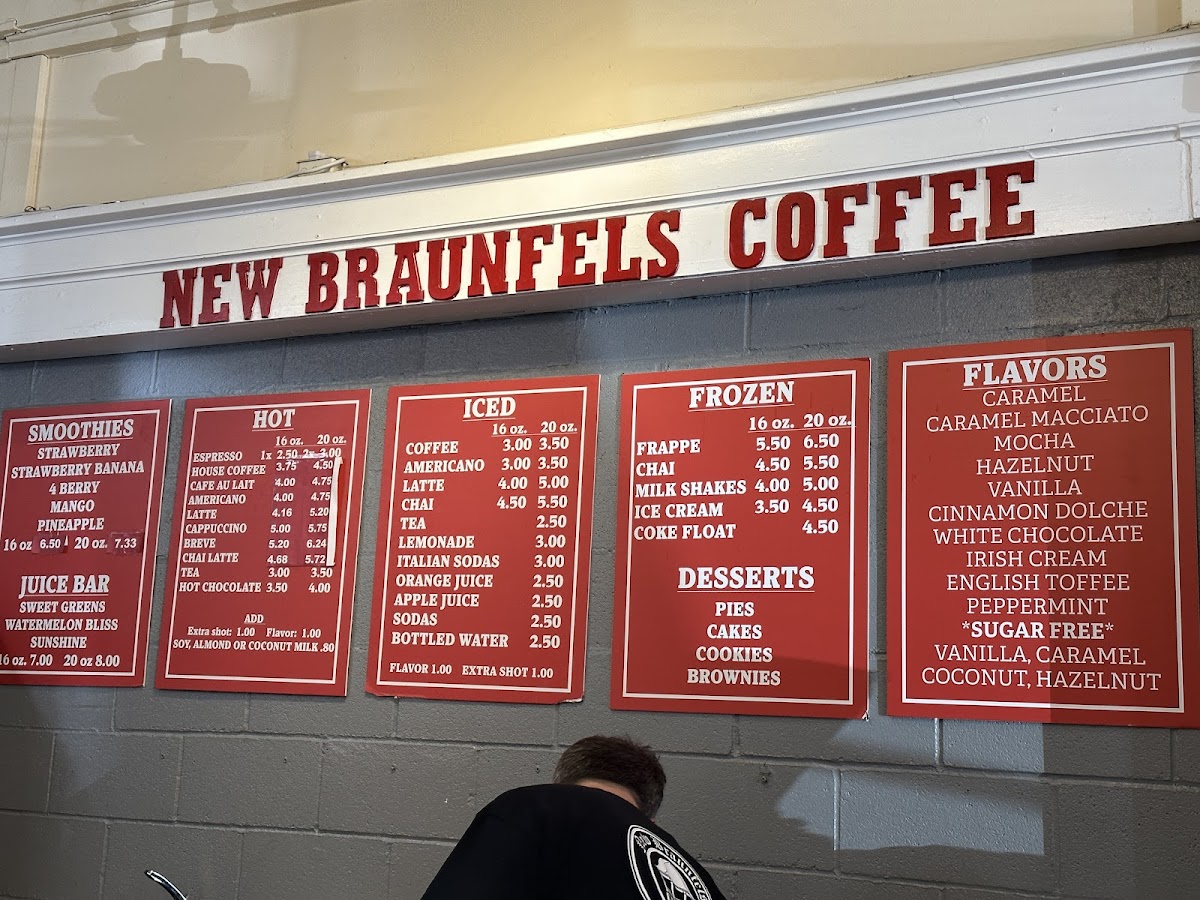 NEW BRAUNFELS COFFEE
SMOOTHIES
STRAWBERRY
STRAWBERRY BANANA
4 BERRY
MANGO
PINEAPPLE
16 oz 6.50 20 oz. 7.33
JUICE BAR
SWEET GREENS
WATERMELON BLISS
SUNSHINE
16 oz. 7.00 20 oz 8.00
HOT
16 oz. 20 oz.
ESPRESSO 1x 2.50 2x 3.00
HOUSE COFFEE 3.75 4.50
CAFE AU LAIT 4.00 4.75
AMERICANO 4.00 4.75
LATTE 4.16 5.20
CAPPUCCINO 5.00 5.75
BREVE 5.20 6.24
CHAI LATTE 4.68 5.72
TEA 3.00 3.50
HOT CHOCOLATE 3.50 4.00
ADD
Extra shot: 1.00 Flavor: 1.00
SOY, ALMOND OR COCONUT MILK .80
ICED
16 oz. 20 oz.
COFFEE 3.00 3.50
AMERICANO 3.00 3.50
LATTE 4.00 5.00
CHAI 4.50 5.50
TEA 2.50
LEMONADE 3.00
ITALIAN SODAS 3.00
ORANGE JUICE 2.50
APPLE JUICE 2.50
SODAS 2.50
BOTTLED WATER 2.50
FLAVOR 1.00 EXTRA SHOT 1.00
FROZEN
16 oz. 20 oz.
FRAPPE 5.50 6.50
CHAI 4.50 5.50
MILK SHAKES 4.00 5.00
ICE CREAM 3.50 4.50
COKE FLOAT 4.50
DESSERTS
PIES
CAKES
COOKIES
BROWNIES
FLAVORS
CARAMEL
CARAMEL MACCIATO
MOCHA
HAZELNUT
VANILLA
CINNAMON DOLCHE
WHITE CHOCOLATE
IRISH CREAM
ENGLISH TOFFEE
PEPPERMINT
*SUGAR FREE*
VANILLA, CARAMEL
COCONUT, HAZELNUT
New Braunfels